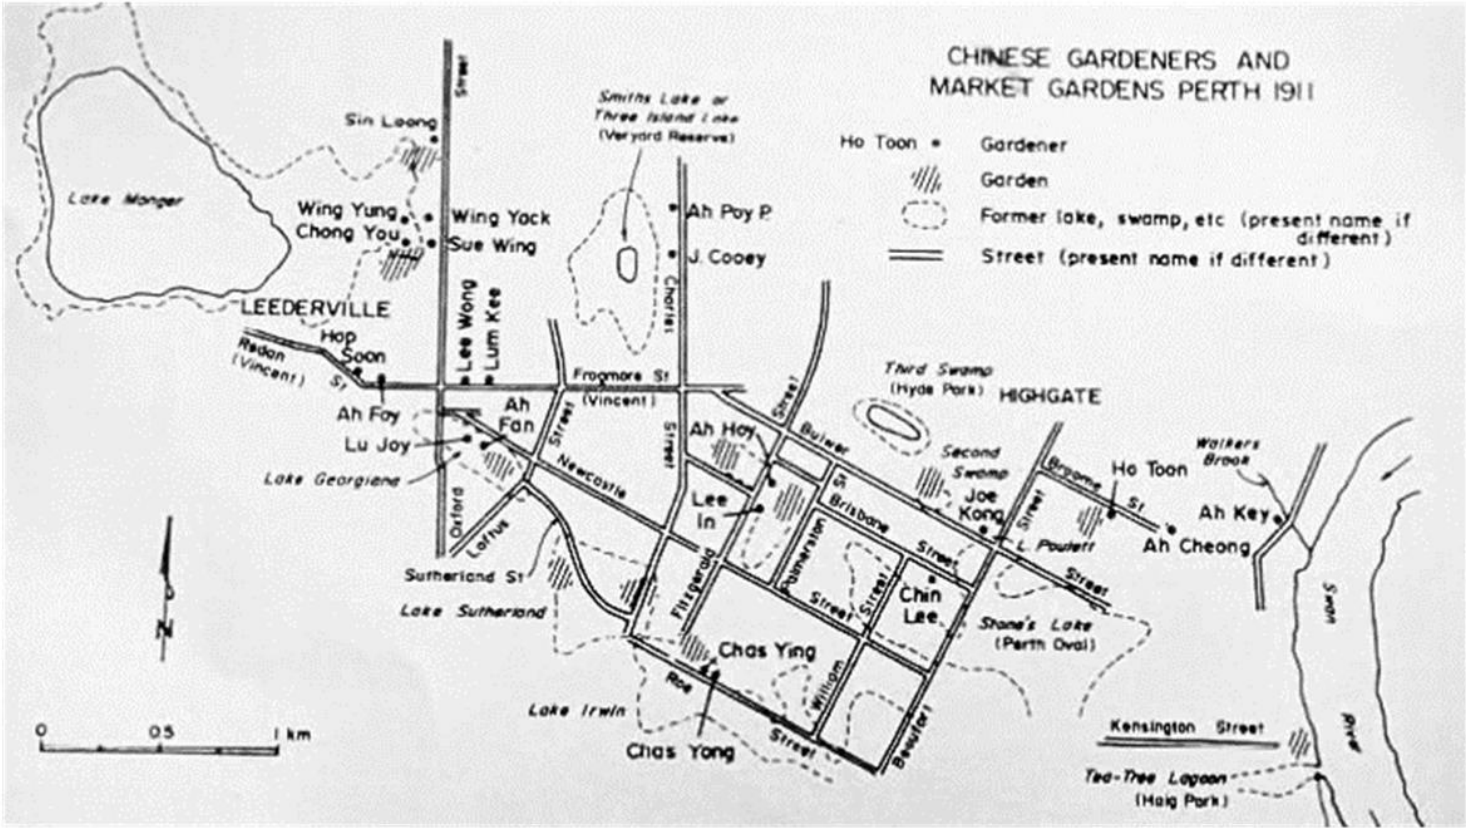 CHINESE GARDENERS AND
MARKET GARDENS PERTH 1911
Ho Toon
Gardener
Garden
Former lake, swamp, etc (present name if
different)
Street (present name if different)
Lake Monger
Sin Loong
Street
Smiths Lake or
Three Island Lake
(Veryard Reserve)
Wing Yung
Wing Yack
Chong You
Sue Wing
Ah Poy P.
J. Cooey
LEEDERVILLE
Lee Wong
Lum Kee
Charles
Redan
(Vincent)
St
Hop
Soon
Frogmore St
(Vincent)
Third Swamp
(Hyde Park)
HIGHGATE
Ah Foy
Ah
Fan
Street
Street
Street
Ah Hoy
Bulwer
Lu Joy
Lake Georgiana
Newcastle
Second
Swamp
Walkers
Brook
Broome
St
Ho Toon
Joe
Kong
Street
Ah Key
Ah Cheong
Lee
In
St
Brisbane
Street
L. Poulett
Oxford
Loftus
Sutherland St
Lake Sutherland
Fitzgerald
Palmerston
Street
Street
Street
Chin
Lee
Stone's Lake
(Perth Oval)
Swan
River
N
Chas Ying
Roe
Street
William
Beaufort
Lake Irwin
Chas Yong
Kensington Street
Tea-Tree Lagoon
(Haig Park)
0
0.5
1 km